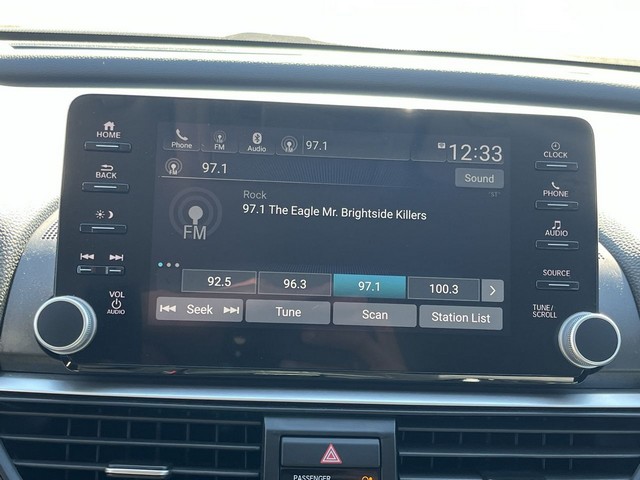 HOME
BACK
VOL
AUDIO
Phone
FM
Audio
97.1
12:33
97.1
Sound
Rock
"ST"
97.1 The Eagle Mr. Brightside Killers
FM
92.5
96.3
97.1
100.3
Seek
Tune
Scan
Station List
CLOCK
PHONE
AUDIO
SOURCE
TUNE/
SCROLL
PASSENGER